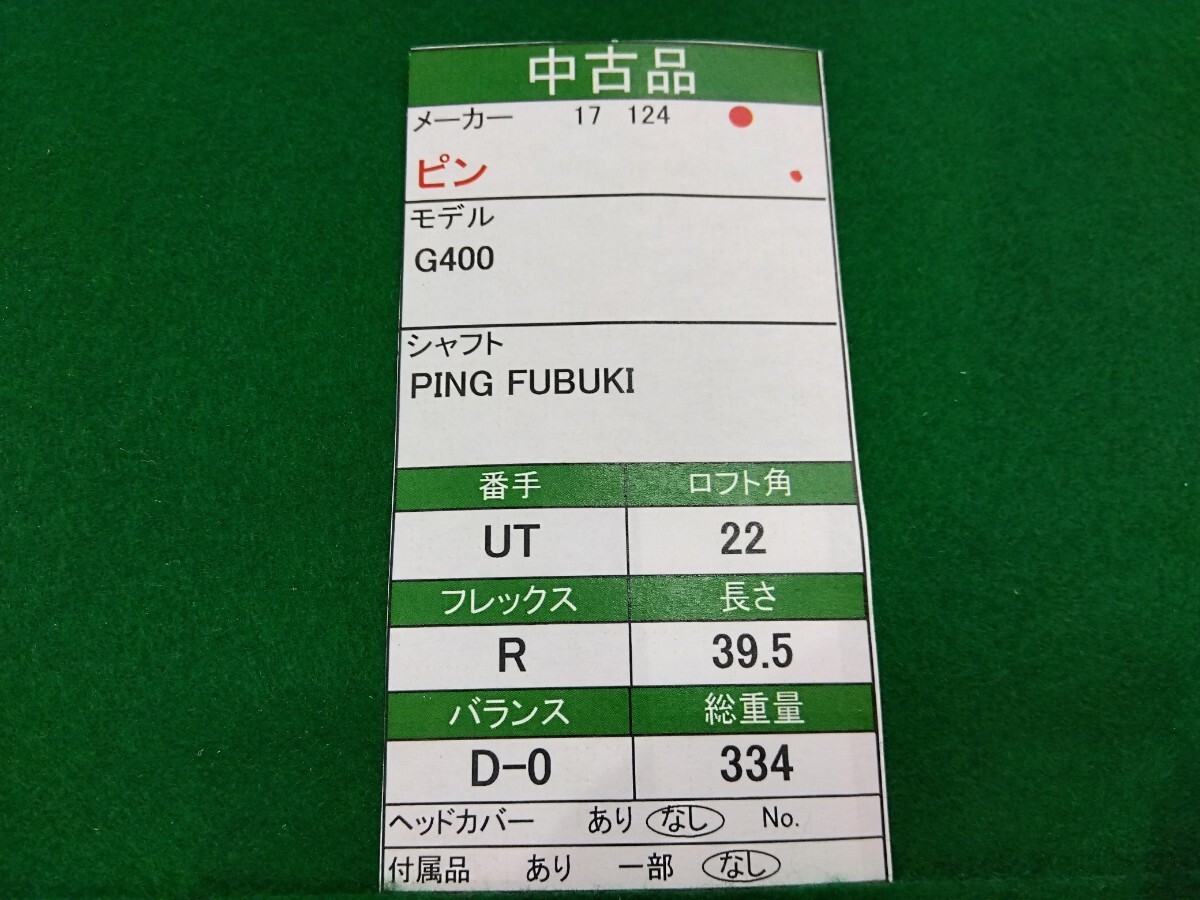 中古品
メーカー 17 124
ピン
モデル
G400
シャフト
PING FUBUKI
番手 ロフト角
UT 22
フレックス 長さ
R 39.5
バランス 総重量
D-0 334
ヘッドカバー あり なし No.
付属品 あり 一部 なし